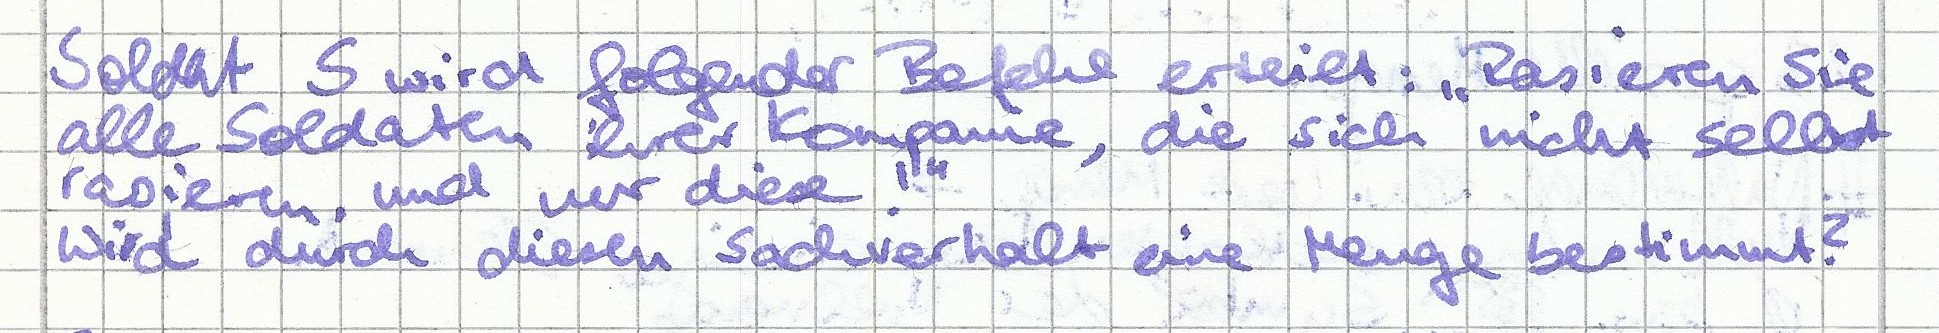 Soldat S wird folgender Befehl erteilt: „Rasieren Sie
alle Soldaten ihrer Kompanie, die sich nicht selbst
rasieren, und nur diese!“
Wird durch diesen Sachverhalt eine Menge bestimmt?